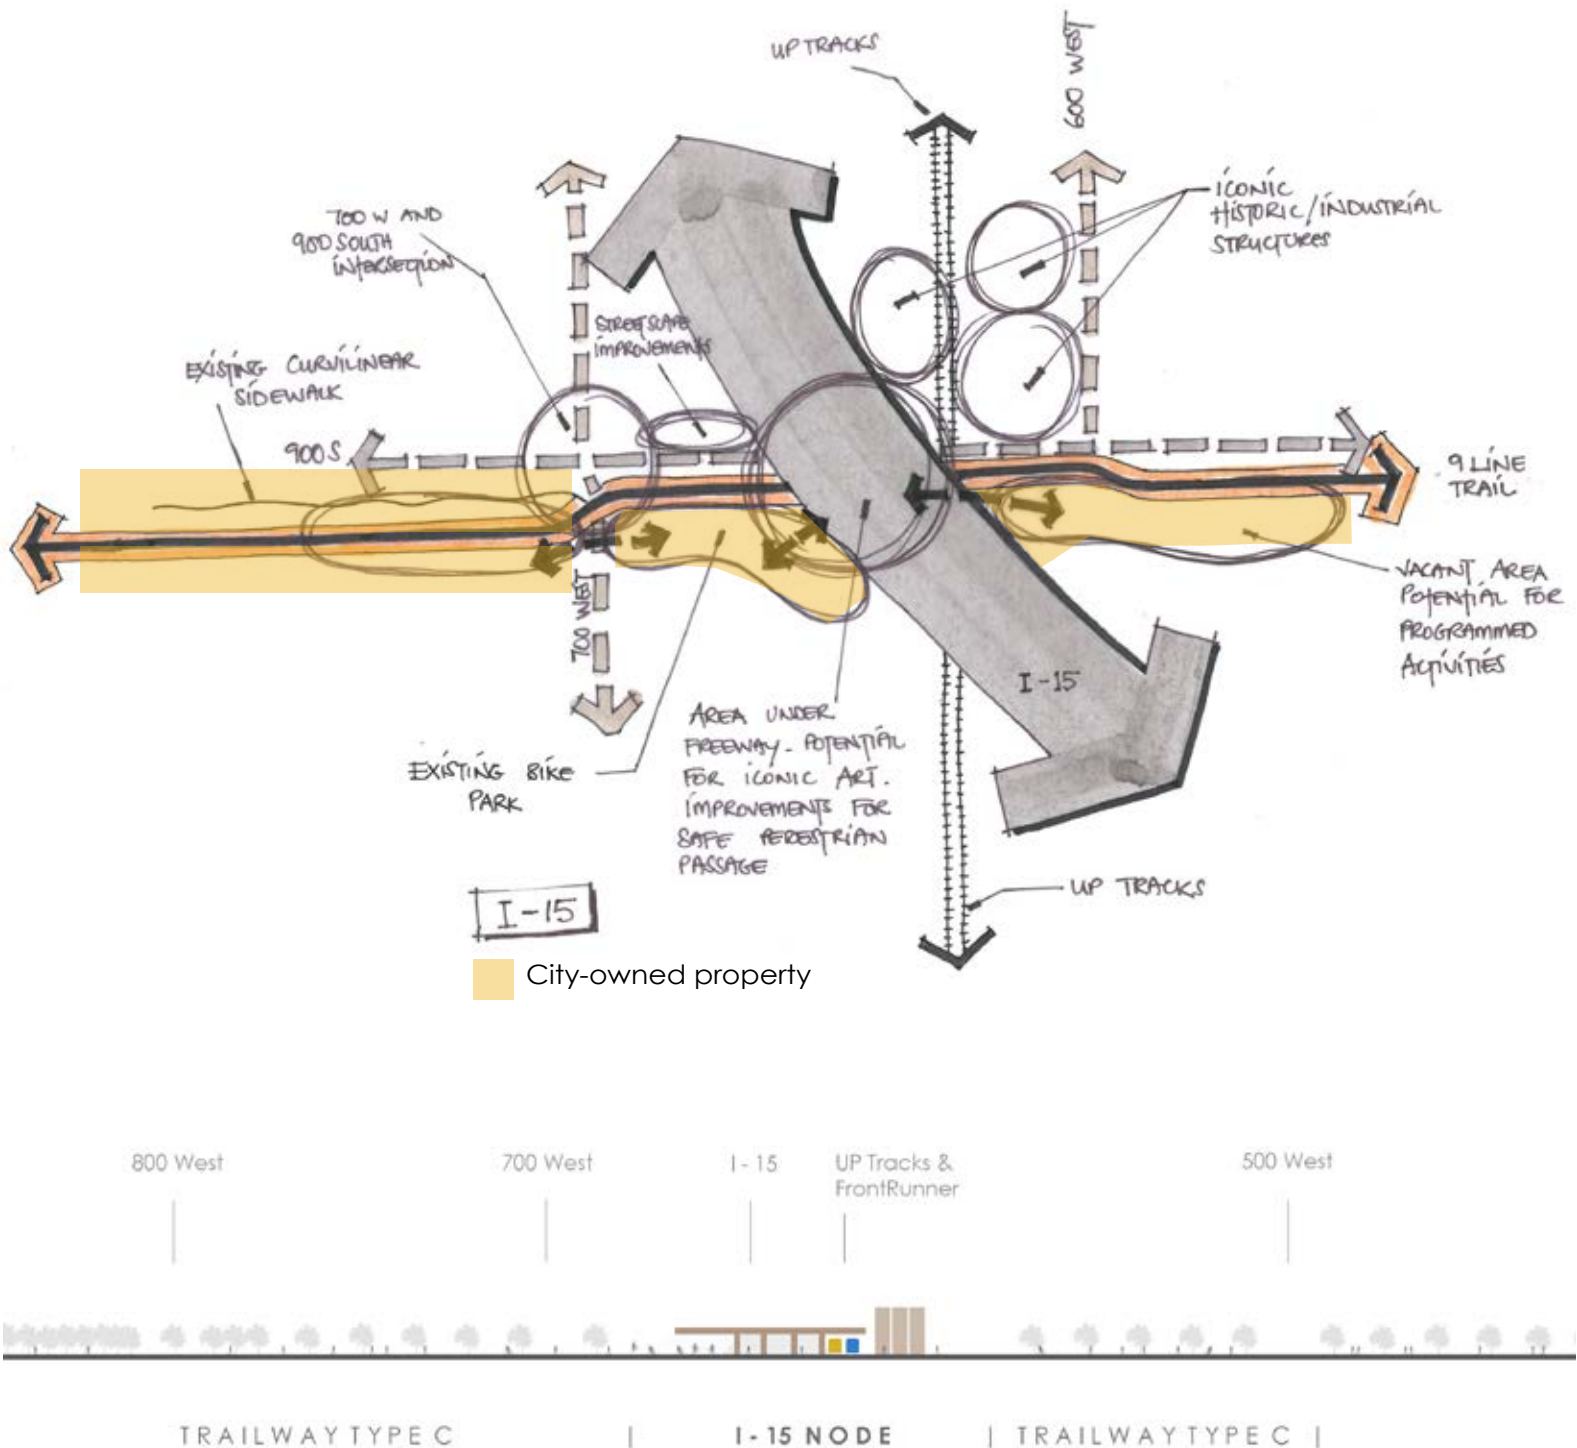 UP TRACKS
600 WEST
ICONIC
HISTORIC/INDUSTRIAL
STRUCTURES
700 W AND
900 SOUTH
INTERSECTION
STREETSCAPE
IMPROVEMENTS
EXISTING CURVILINEAR
SIDEWALK
900 S
9 LINE
TRAIL
700 WEST
VACANT AREA
POTENTIAL FOR
PROGRAMMED
ACTIVITIES
I-15
AREA UNDER
FREEWAY - POTENTIAL
FOR ICONIC ART.
IMPROVEMENTS FOR
SAFE PEDESTRIAN
PASSAGE
EXISTING BIKE
PARK
UP TRACKS
I-15
City-owned property
800 West
700 West
I - 15
UP Tracks &
FrontRunner
500 West
TRAILWAY TYPE C | I - 15 NODE | TRAILWAY TYPE C |